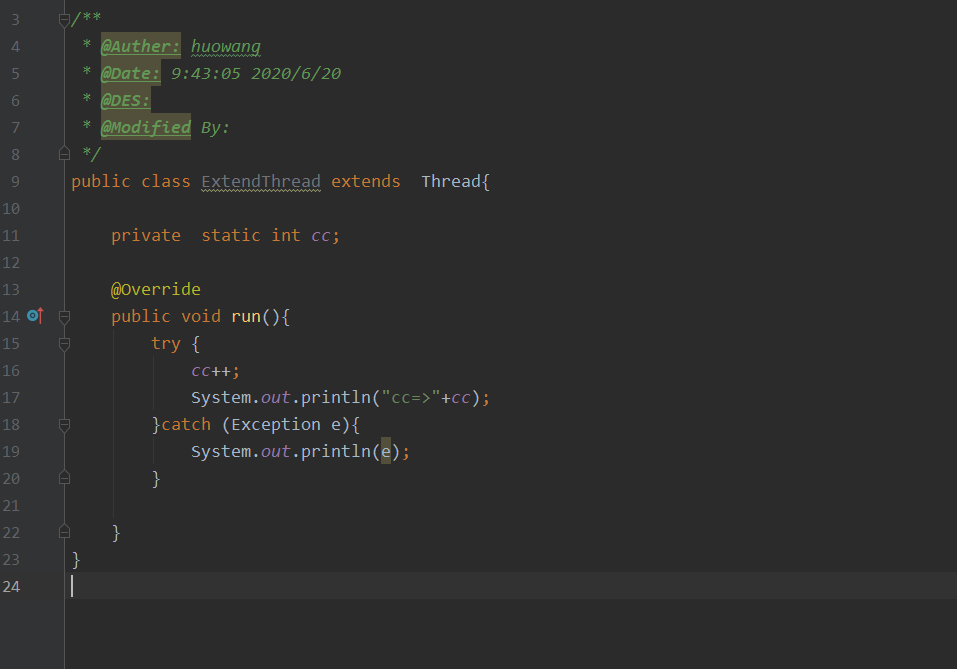 3 /**
4 * @Auther: huowang
5 * @Date: 9:43:05 2020/6/20
6 * @DES:
7 * @Modified By:
8 */
9 public class ExtendThread extends  Thread{
10
11 private  static int cc;
12
13 @Override
14 public void run(){
15 try {
16 cc++;
17 System.out.println("cc=>"+cc);
18 }catch (Exception e){
19 System.out.println(e);
20 }
21
22 }
23 }
24